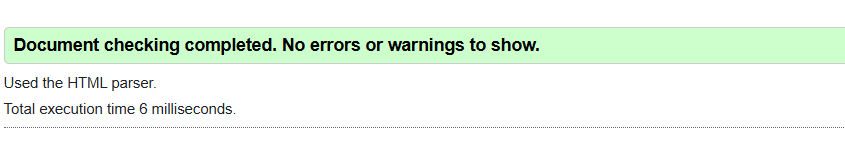 Document checking completed. No errors or warnings to show.
Used the HTML parser.
Total execution time 6 milliseconds.